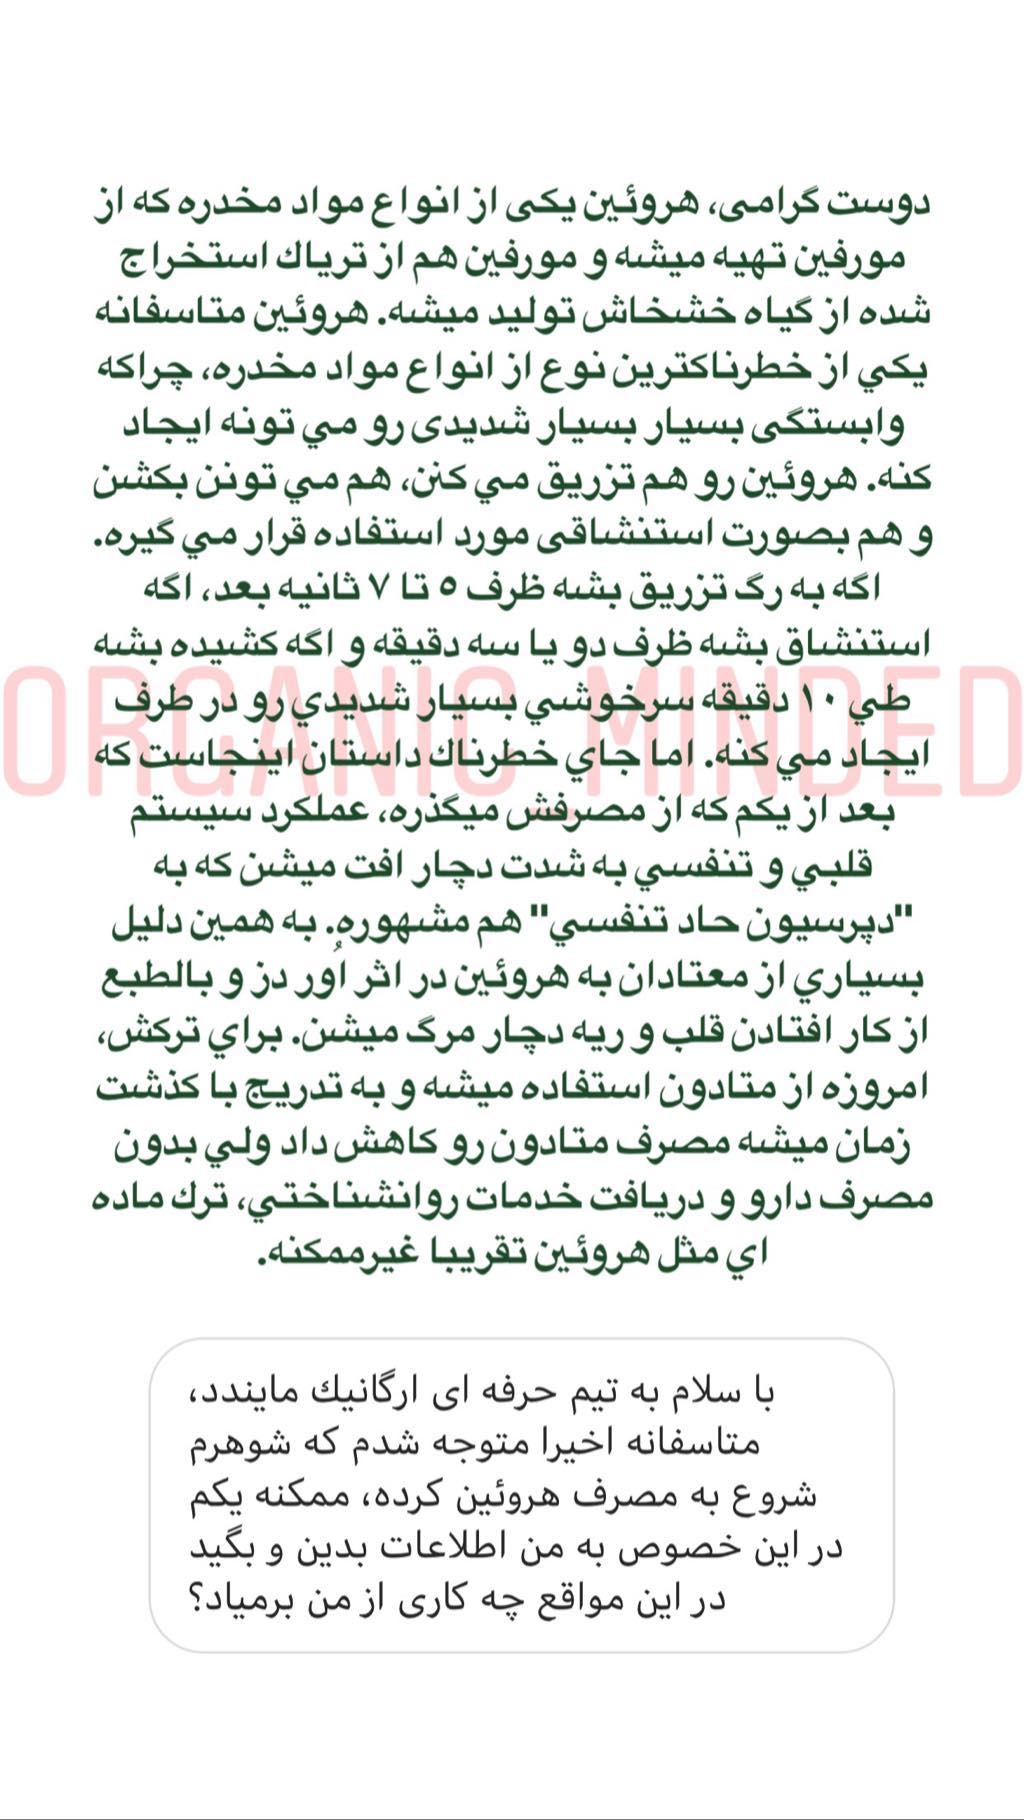 دوست گرامی، هروئین یکی از انواع مواد مخدره که از
مورفین تهیه میشه و مورفین هم از تریاك استخراج
شده از گیاه خشخاش تولید میشه. هروئین متاسفانه
یکي از خطرناکترین نوع از انواع مواد مخدره، چراکه
وابستگی بسیار بسیار شدیدی رو مي تونه ایجاد
کنه. هروئین رو هم تزریق مي کنن، هم مي تونن بکشن
و هم بصورت استنشاقی مورد استفاده قرار مي گیره.
اگه به رگ تزریق بشه ظرف ٥ تا ٧ ثانیه بعد، اگه
استنشاق بشه ظرف دو یا سه دقیقه و اگه کشیده بشه
طي ١٠ دقیقه سرخوشي بسیار شدیدي رو در طرف
ایجاد مي کنه. اما جاي خطرناك داستان اینجاست که
ORGANIC_MINDED
بعد از یکم که از مصرفش میگذره، عملکرد سیستم
قلبي و تنفسي به شدت دچار افت میشن که به
"دپرسیون حاد تنفسي" هم مشهوره. به همین دلیل
بسیاري از معتادان به هروئین در اثر اُور دز و بالطبع
از کار افتادن قلب و ریه دچار مرگ میشن. براي ترکش،
امروزه از متادون استفاده میشه و به تدریج با گذشت
زمان میشه مصرف متادون رو کاهش داد ولي بدون
مصرف دارو و دریافت خدمات روانشناختي، ترك ماده
اي مثل هروئین تقریبا غیرممکنه.
با سلام به تیم حرفه ای ارگانیك مایندد،
متاسفانه اخیرا متوجه شدم که شوهرم
شروع به مصرف هروئین کرده، ممکنه یکم
در این خصوص به من اطلاعات بدین و بگید
در این مواقع چه کاری از من برمیاد؟